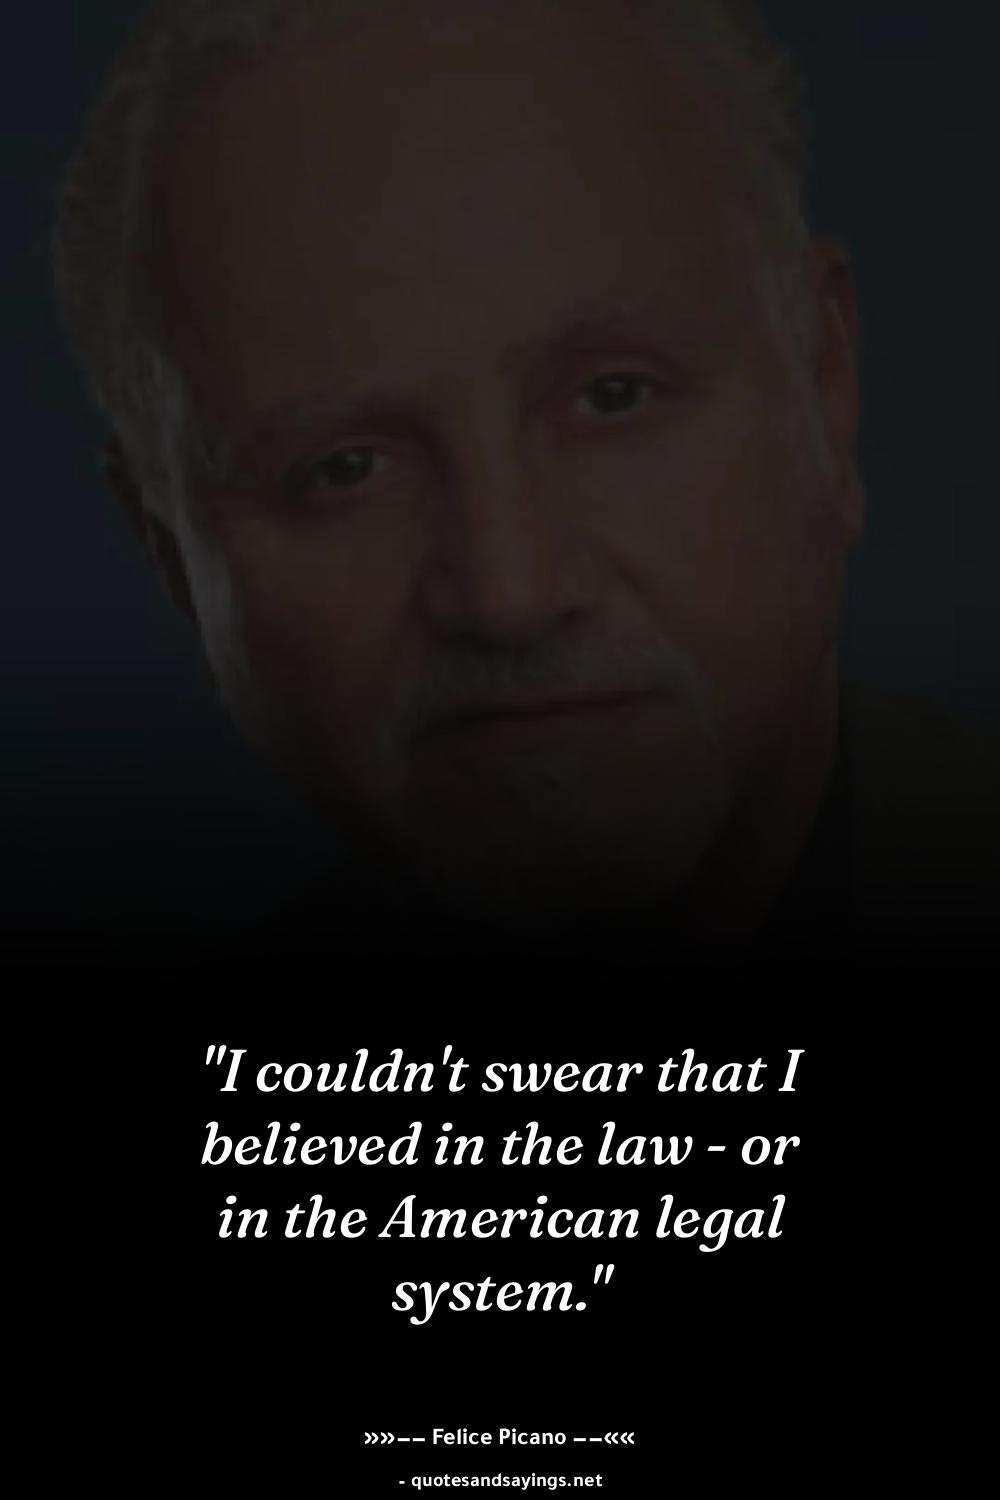 "I couldn't swear that I
believed in the law - or
in the American legal
system."
»»−− Felice Picano −−««
- quotesandsayings.net